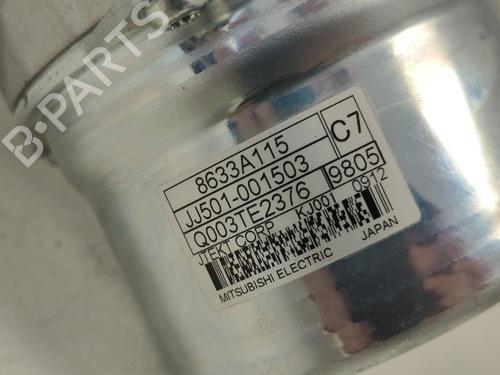 B-PARTS
8633A115 C7
JJ501-001503
Q003TE2376 9805
JTEKT CORP KJ001 0912
MITSUBISHI ELECTRIC JAPAN